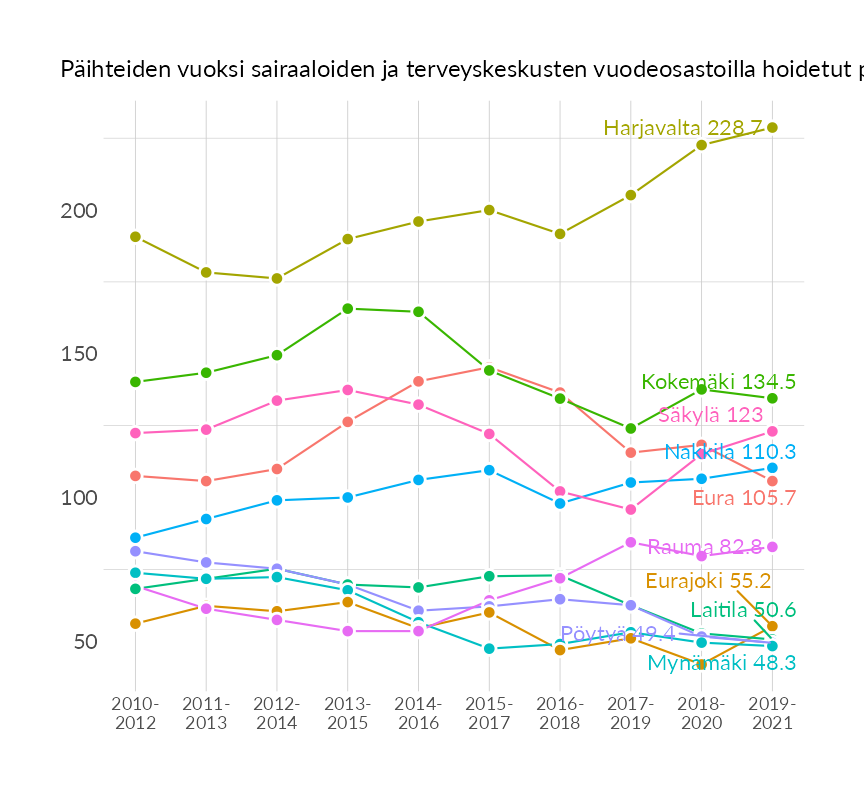 Päihteiden vuoksi sairaaloiden ja terveyskeskusten vuodeosastoilla hoidetut
Harjavalta 228.7
200
150
Kokemäki 134.5
Säkylä 123
Nakkila 110.3
100
Eura 105.7
Rauma 82.8
Eurajoki 55.2
Laitila 50.6
Pöytyä 49.4
50
Mynämäki 48.3
2010-
2012
2011-
2013
2012-
2014
2013-
2015
2014-
2016
2015-
2017
2016-
2018
2017-
2019
2018-
2020
2019-
2021